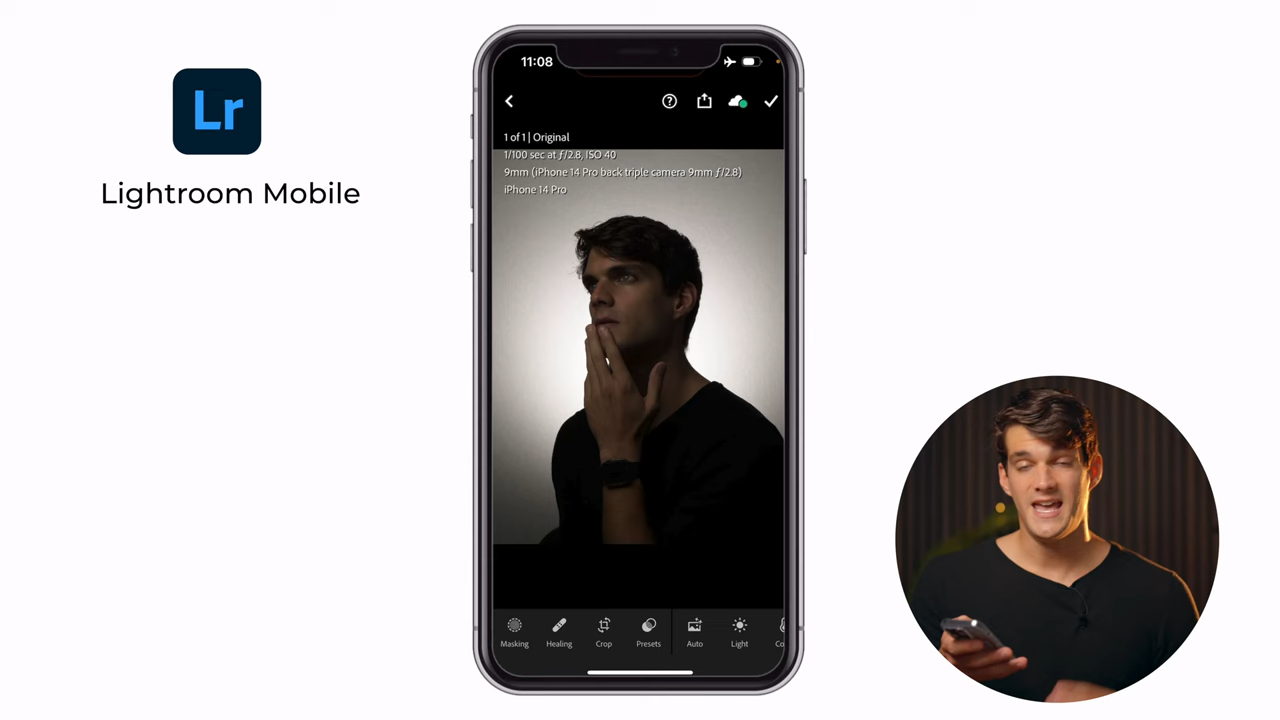 Lr
Lightroom Mobile
11:08
1 of 1 | Original
1/100 sec at ƒ/2.8, ISO 40
9mm (iPhone 14 Pro back triple camera 9mm ƒ/2.8)
iPhone 14 Pro
Masking Healing Crop Presets Auto Light Co